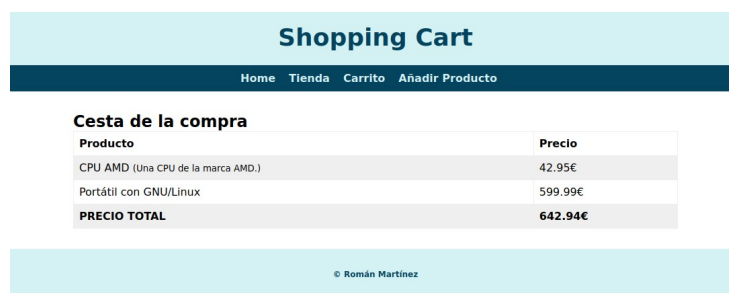 Shopping Cart
Home Tienda Carrito Añadir Producto
Cesta de la compra
Producto Precio
CPU AMD (Una CPU de la marca AMD.) 42.95€
Portátil con GNU/Linux 599.99€
PRECIO TOTAL 642.94€
© Román Martínez